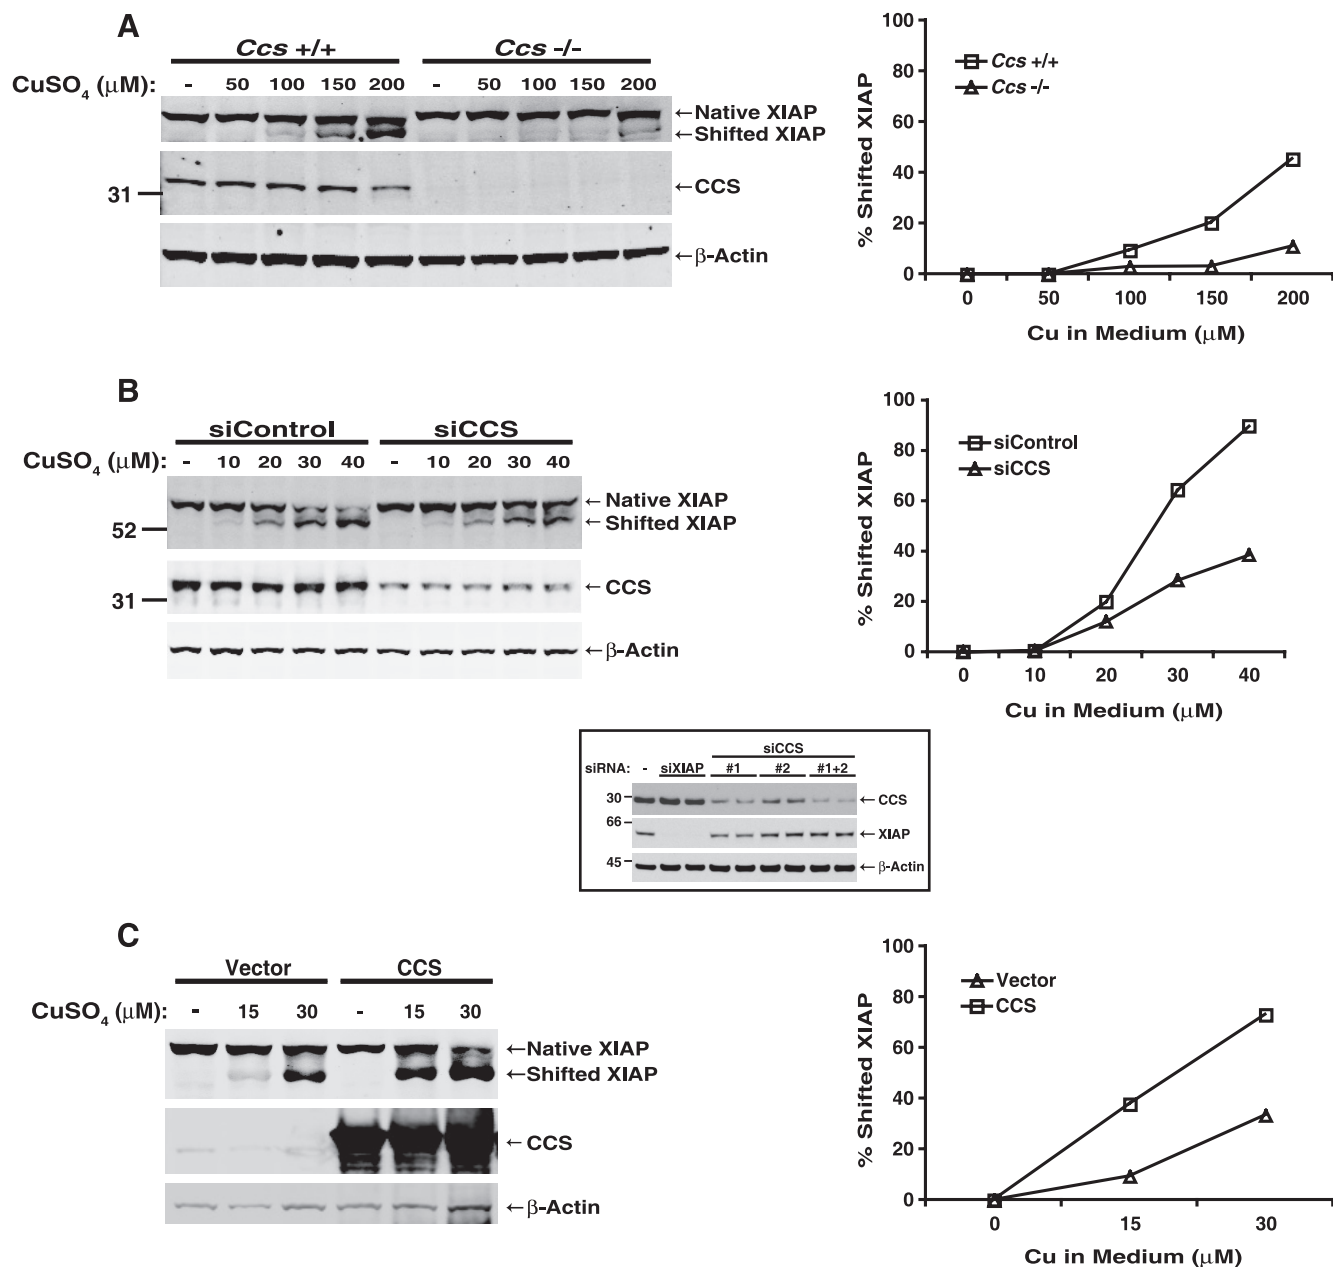 A
Ccs +/+ Ccs -/-
CuSO4 (μM): - 50 100 150 200 - 50 100 150 200
←Native XIAP
←Shifted XIAP
←CCS
31
←β-Actin
% Shifted XIAP
100
80
60
40
20
0
Ccs +/+
Ccs -/-
0 50 100 150 200
Cu in Medium (μM)
B
siControl siCCS
CuSO4 (μM): - 10 20 30 40 - 10 20 30 40
←Native XIAP
←Shifted XIAP
52
←CCS
31
←β-Actin
% Shifted XIAP
100
80
60
40
20
0
siControl
siCCS
0 10 20 30 40
Cu in Medium (μM)
siCCS
siRNA: - siXIAP #1 #2 #1+2
30
←CCS
66
←XIAP
45
←β-Actin
C
Vector CCS
CuSO4 (μM): - 15 30 - 15 30
←Native XIAP
←Shifted XIAP
←CCS
←β-Actin
% Shifted XIAP
100
80
60
40
20
0
Vector
CCS
0 15 30
Cu in Medium (μM)